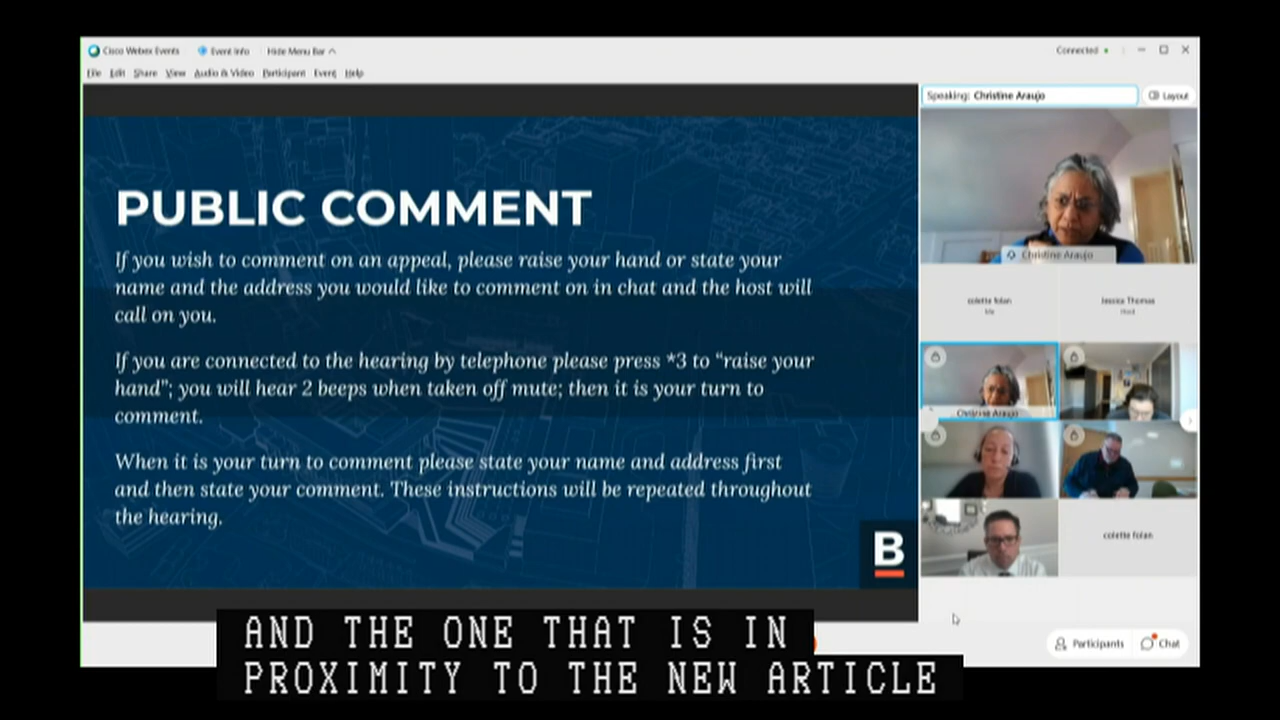 Cisco Webex Events Event Info Hide Menu Bar Connected
File Edit Share View Audio & Video Participant Event Help
Speaking: Christine Araujo Layout
PUBLIC COMMENT
If you wish to comment on an appeal, please raise your hand or state your
name and the address you would like to comment on in chat and the host will
call on you.
If you are connected to the hearing by telephone please press *3 to “raise your
hand”; you will hear 2 beeps when taken off mute; then it is your turn to
comment.
When it is your turn to comment please state your name and address first
and then state your comment. These instructions will be repeated throughout
the hearing.
B
Christine Araujo
colette folan
Me
Jessica Thomas
Host
Christine Araujo
colette folan
Participants Chat
AND THE ONE THAT IS IN
PROXIMITY TO THE NEW ARTICLE